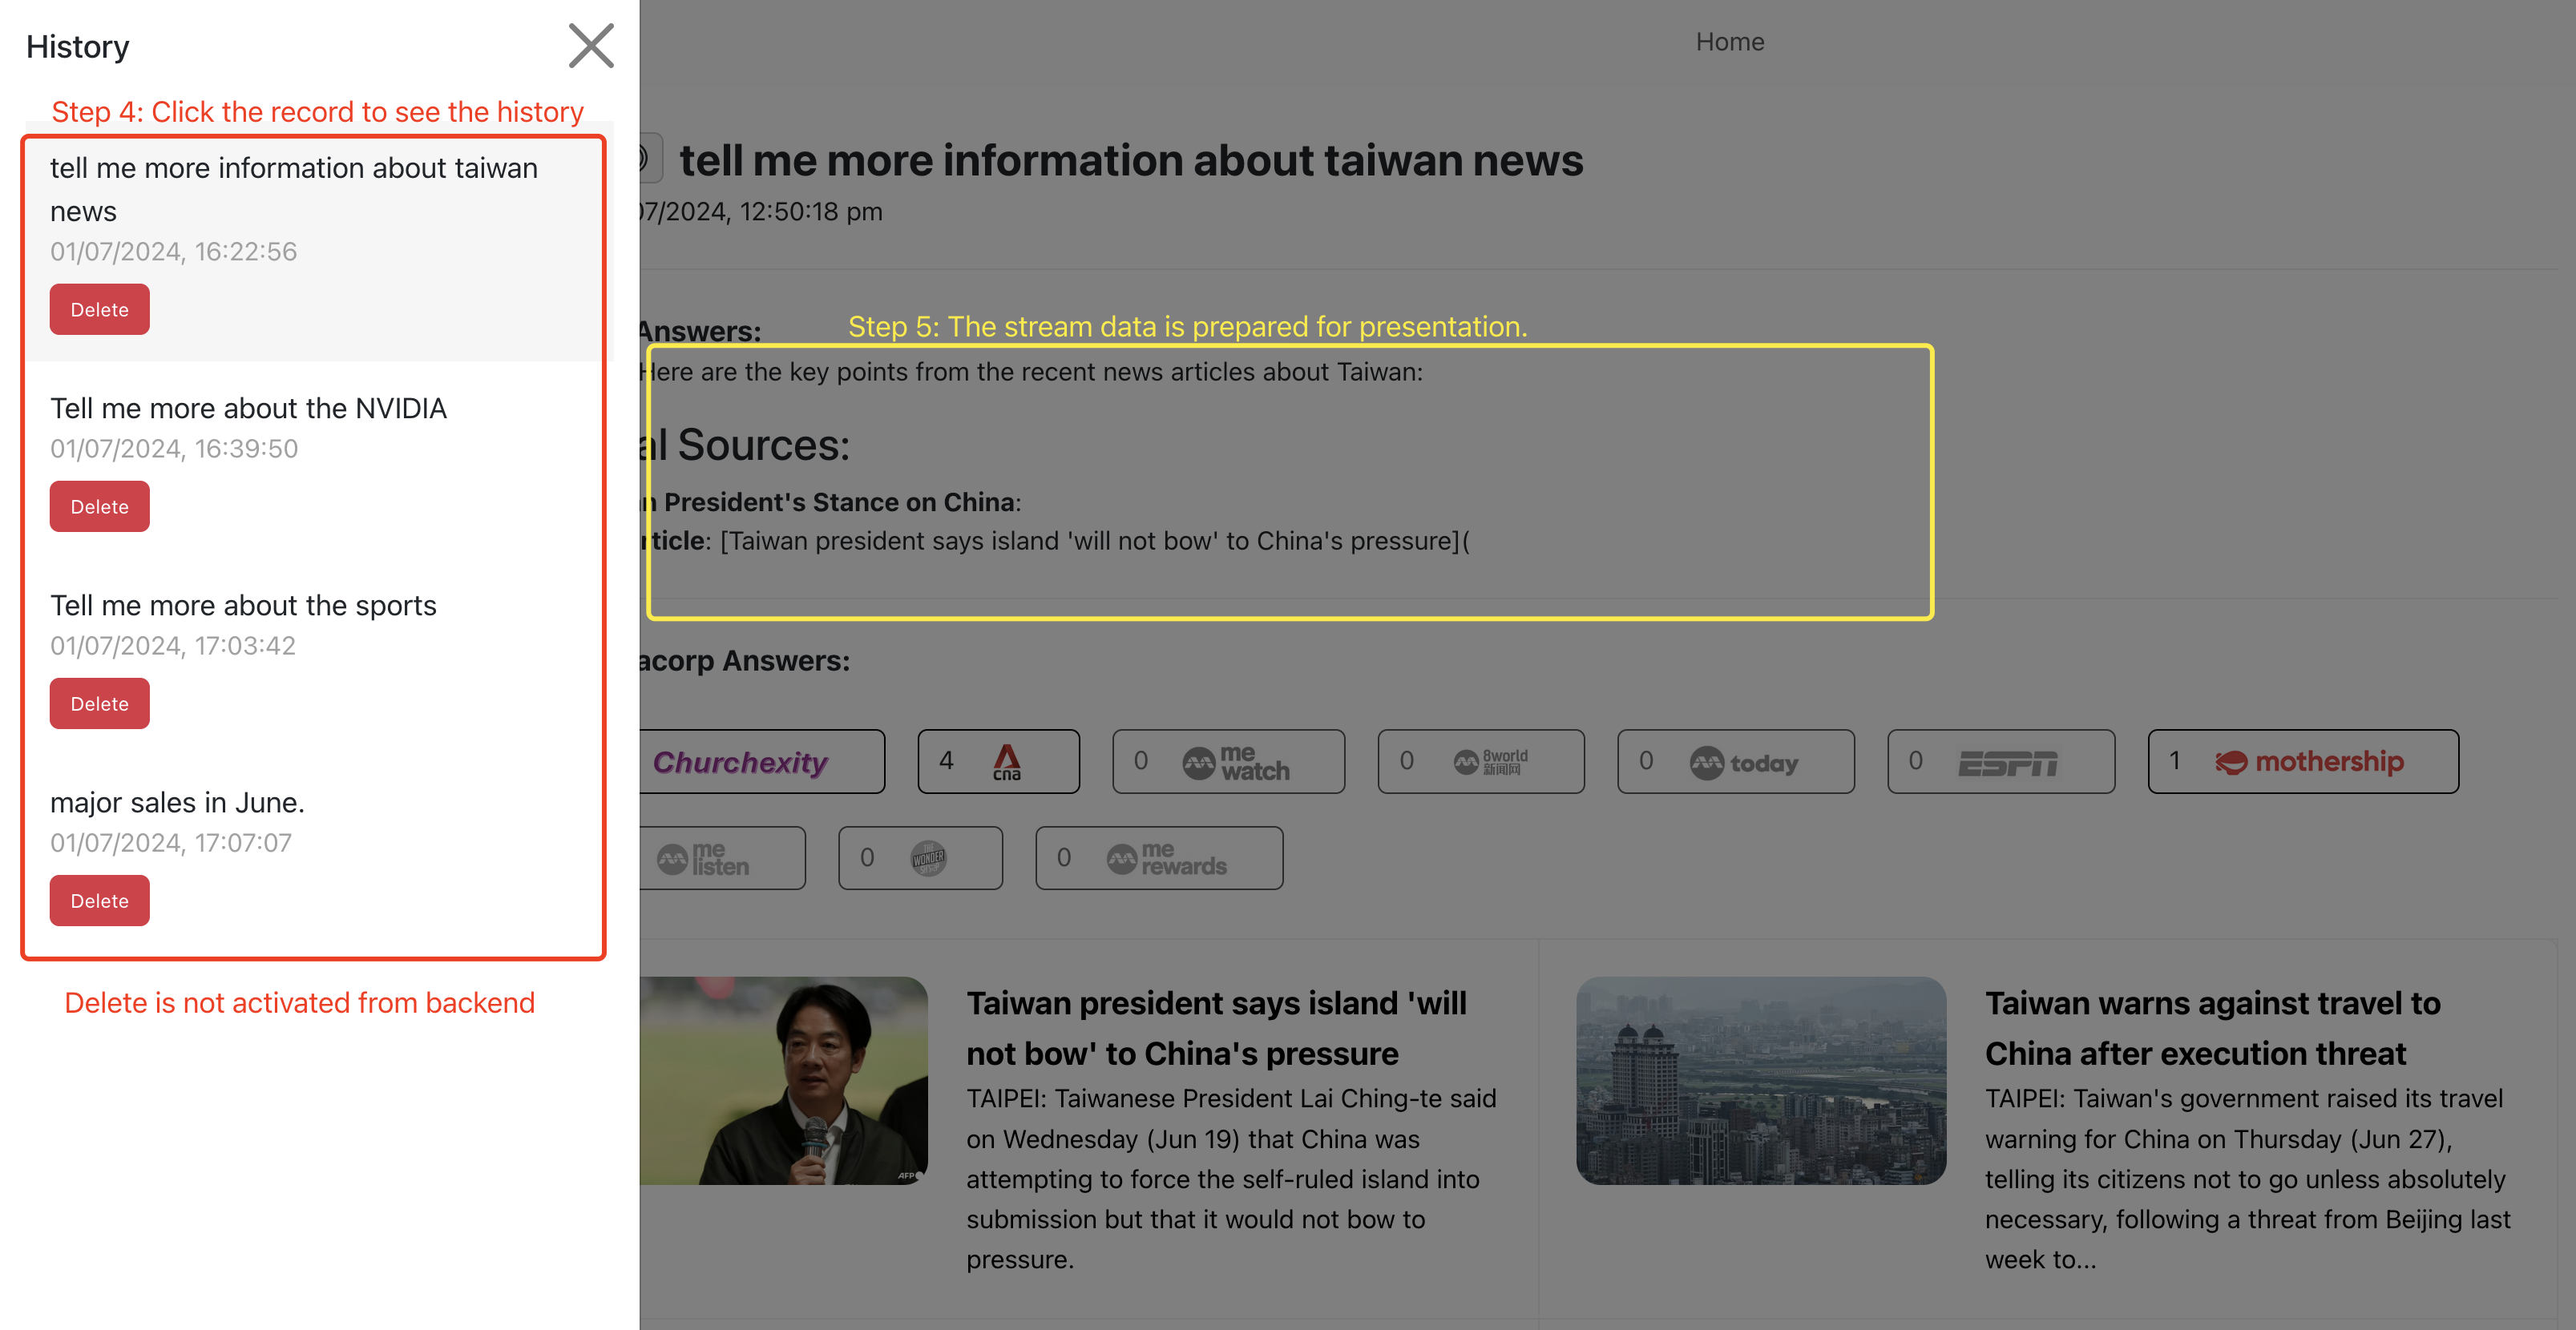 History
Step 4: Click the record to see the history
tell me more information about taiwan
news
01/07/2024, 16:22:56
Delete
Tell me more about the NVIDIA
01/07/2024, 16:39:50
Delete
Tell me more about the sports
01/07/2024, 17:03:42
Delete
major sales in June.
01/07/2024, 17:07:07
Delete
Delete is not activated from backend
Home
tell me more information about taiwan news
07/2024, 12:50:18 pm
Answers:
Step 5: The stream data is prepared for presentation.
Here are the key points from the recent news articles about Taiwan:
al Sources:
n President's Stance on China:
rticle: [Taiwan president says island 'will not bow' to China's pressure](
acorp Answers:
Churchexity
4 cna
0 me watch
0 8world 新闻网
0 today
0 ESPN
1 mothership
me listen
0 WONDER
0 me rewards
AFP
Taiwan president says island 'will
not bow' to China's pressure
TAIPEI: Taiwanese President Lai Ching-te said
on Wednesday (Jun 19) that China was
attempting to force the self-ruled island into
submission but that it would not bow to
pressure.
Taiwan warns against travel to
China after execution threat
TAIPEI: Taiwan's government raised its travel
warning for China on Thursday (Jun 27),
telling its citizens not to go unless absolutely
necessary, following a threat from Beijing last
week to...